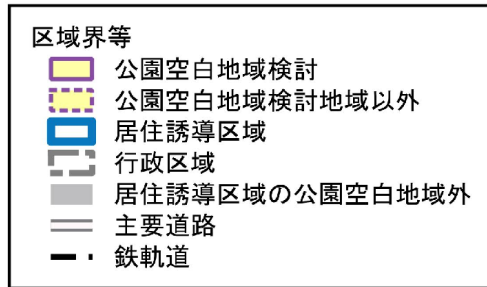 区域界等
公園空白地域検討
公園空白地域検討地域以外
居住誘導区域
行政区域
居住誘導区域の公園空白地域外
主要道路
鉄軌道